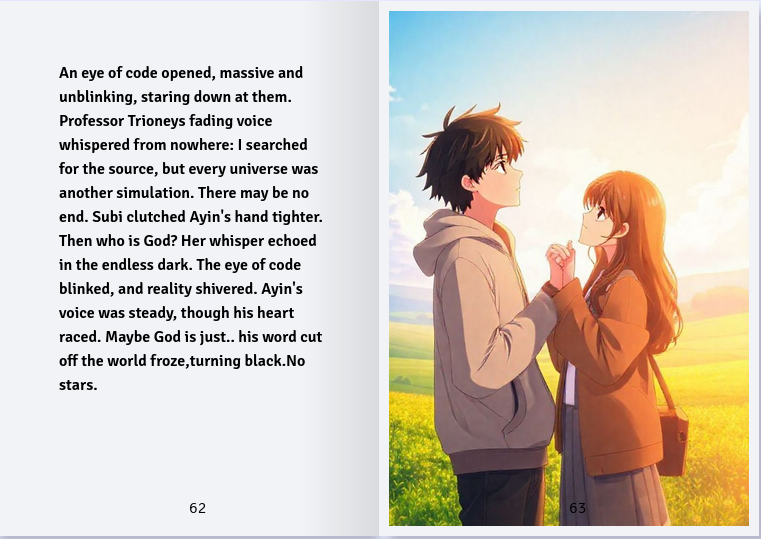 An eye of code opened, massive and
unblinking, staring down at them.
Professor Trioneys fading voice
whispered from nowhere: I searched
for the source, but every universe was
another simulation. There may be no
end. Subi clutched Ayin's hand tighter.
Then who is God? Her whisper echoed
in the endless dark. The eye of code
blinked, and reality shivered. Ayin's
voice was steady, though his heart
raced. Maybe God is just.. his word cut
off the world froze,turning black.No
stars.
62
63